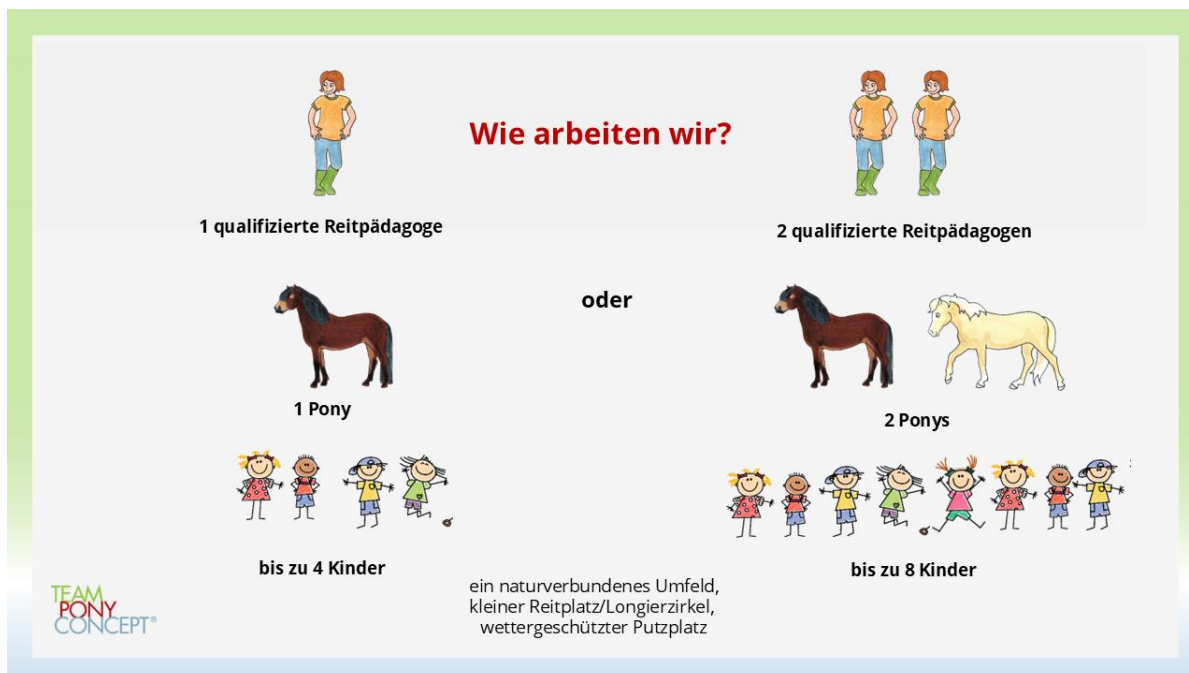 Wie arbeiten wir?
1 qualifizierte Reitpädagoge
2 qualifizierte Reitpädagogen
oder
1 Pony
2 Ponys
bis zu 4 Kinder
bis zu 8 Kinder
ein naturverbundenes Umfeld,
kleiner Reitplatz/Longierzirkel,
wettergeschützter Putzplatz
TEAM
PONY
CONCEPT®